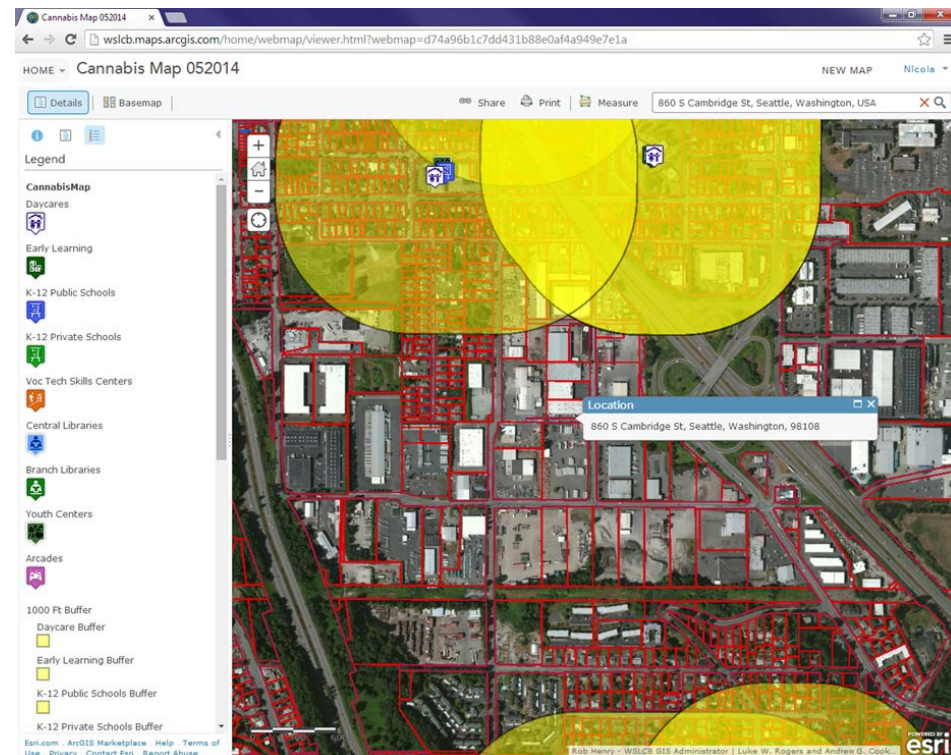 Cannabis Map 052014
wslcb.maps.arcgis.com/home/webmap/viewer.html?webmap=d74a96b1c7dd431b88e0af4a949e7e1a
HOME Cannabis Map 052014
NEW MAP Nicola
Details Basemap Share Print Measure 860 S Cambridge St, Seattle, Washington, USA
Legend
CannabisMap
Daycares
Early Learning
K-12 Public Schools
K-12 Private Schools
Voc Tech Skills Centers
Central Libraries
Branch Libraries
Youth Centers
Arcades
1000 Ft Buffer
Daycare Buffer
Early Learning Buffer
K-12 Public Schools Buffer
K-12 Private Schools Buffer
Esri.com . ArcGIS Marketplace . Help . Terms of
Use . Privacy . Contact Esri . Report Abuse
Location
860 S Cambridge St, Seattle, Washington, 98108
POWERED BY
esri
Rob Henry - WSLCB GIS Administrator | Luke W. Rogers and Andrew G. Cook...